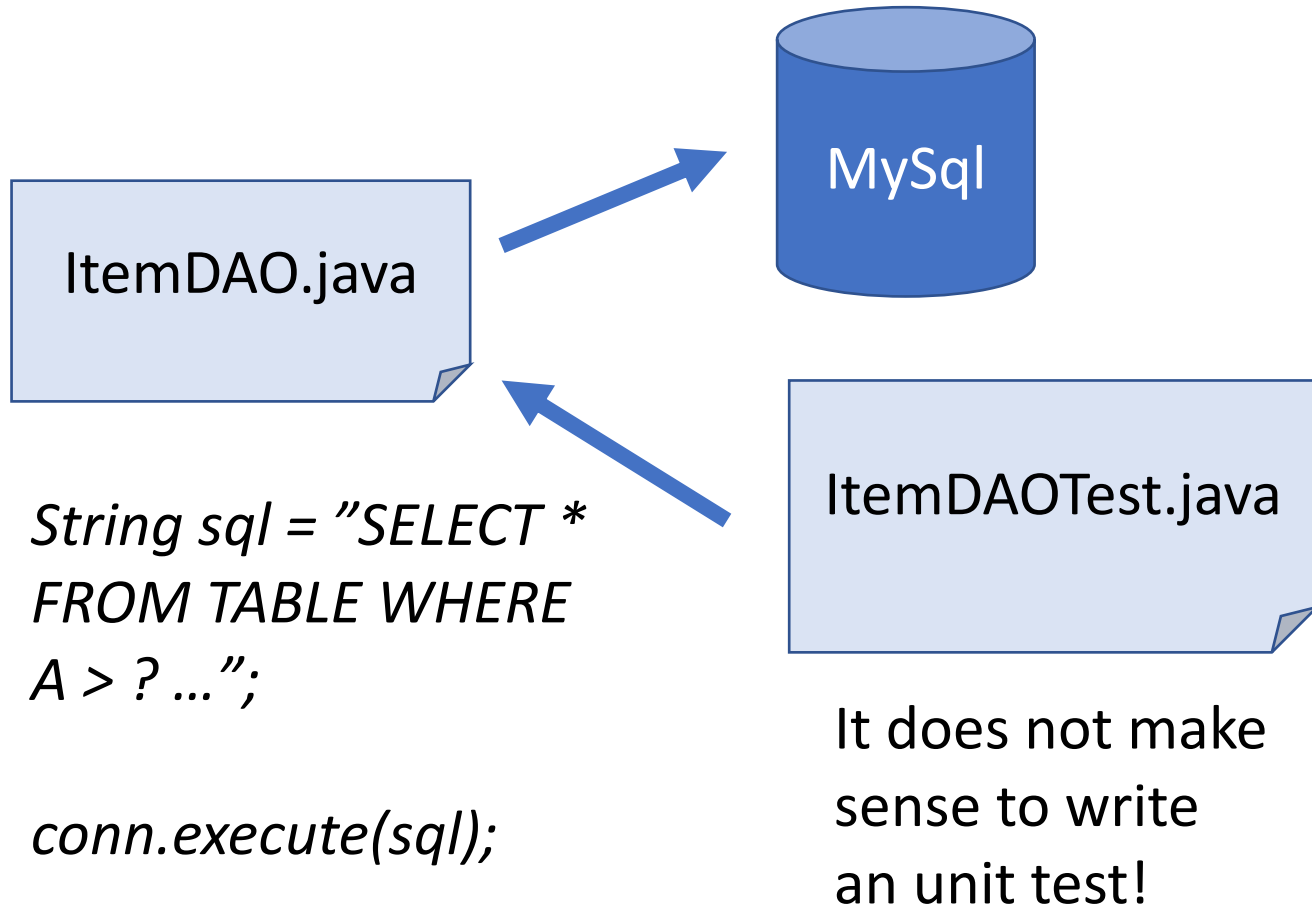 MySql
ItemDAO.java
String sql = ”SELECT *
FROM TABLE WHERE
A > ? …”;
conn.execute(sql);
ItemDAOTest.java
It does not make
sense to write
an unit test!